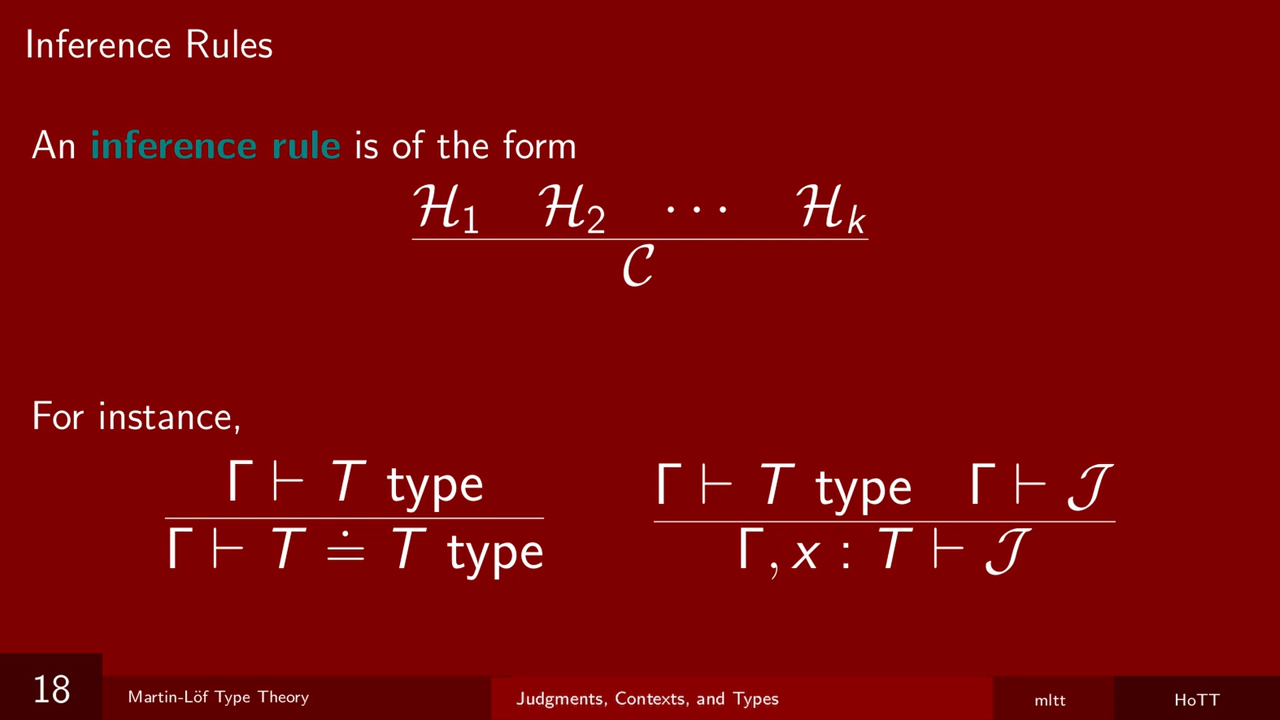 Inference Rules
An inference rule is of the form
ℋ₁ ℋ₂ ⋯ ℋₖ
𝒞
For instance,
Γ ⊢ T type
Γ ⊢ T ≐ T type
Γ ⊢ T type Γ ⊢ 𝒥
Γ, x : T ⊢ 𝒥
18 Martin-Löf Type Theory Judgments, Contexts, and Types mltt HoTT